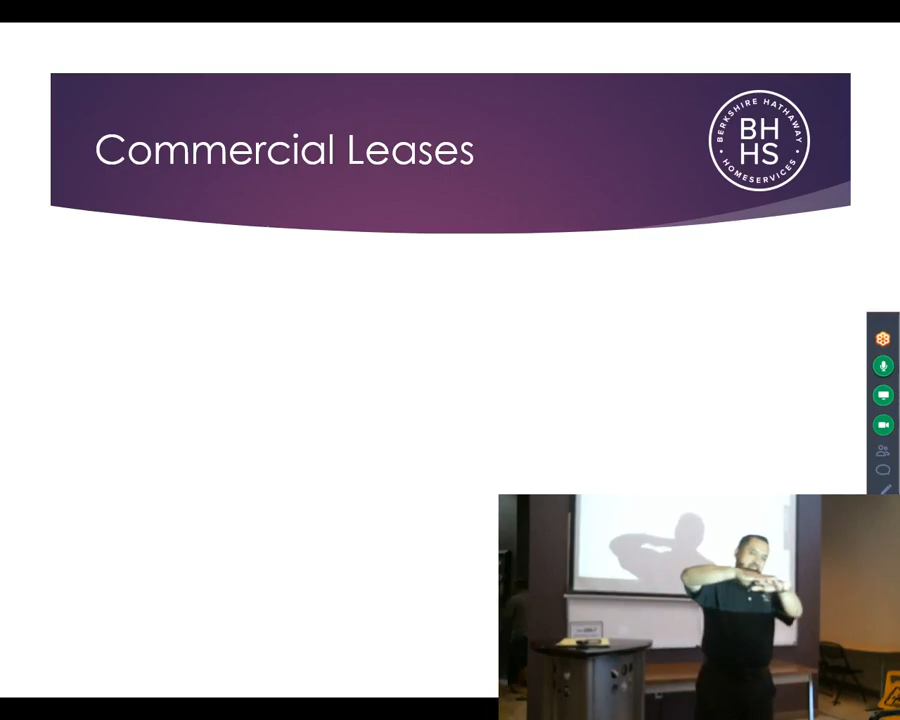 Commercial Leases
BERKSHIRE HATHAWAY
BH
HS
HOMESERVICES